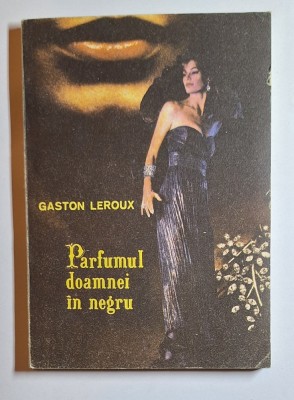 GASTON LEROUX
Parfumul
doamnei
în negru